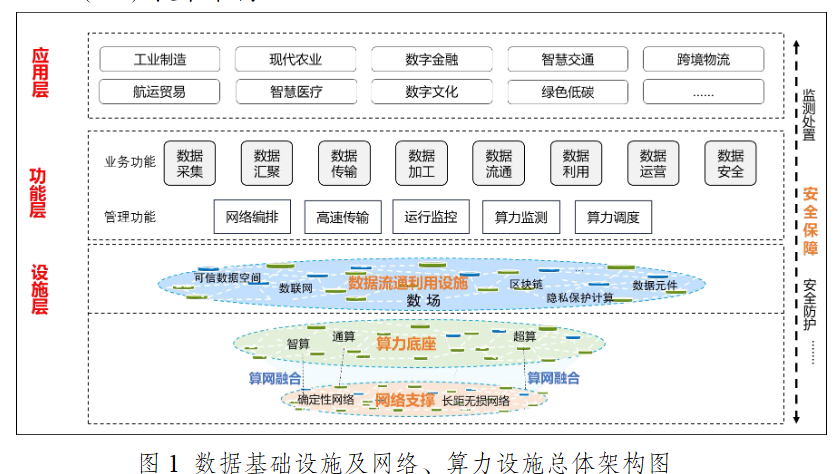 应用层
工业制造 现代农业 数字金融 智慧交通 跨境物流
航运贸易 智慧医疗 数字文化 绿色低碳 ......
功能层
业务功能
数据采集 数据汇聚 数据传输 数据加工 数据流通 数据利用 数据运营 数据安全
管理功能 网络编排 高速传输 运行监控 算力监测 算力调度
设施层
可信数据空间 数联网 数据流通利用设施 区块链 ... 数据元件
数 场 隐私保护计算
智算 通算 算力底座 超算
算网融合 算网融合
确定性网络 网络支撑 长距无损网络
监测处置
安全保障
安全防护
......
图 1 数据基础设施及网络、算力设施总体架构图